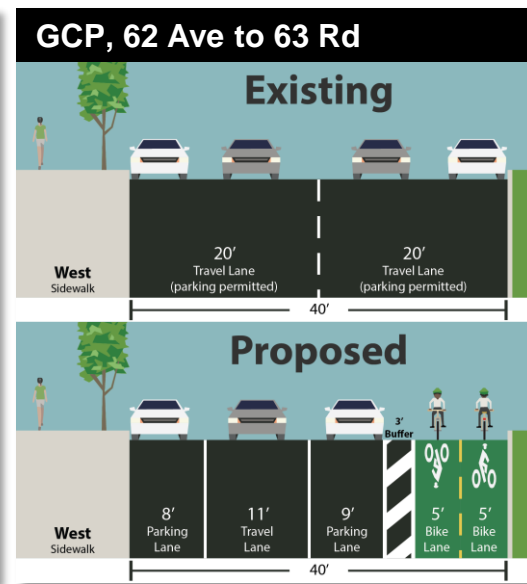 GCP, 62 Ave to 63 Rd
Existing
20’ 20’
Travel Lane Travel Lane
(parking permitted) (parking permitted)
West
Sidewalk
40’
Proposed
3’
Buffer
8’ 11’ 9’ 5’ 5’
Parking Travel Parking Bike Bike
Lane Lane Lane Lane Lane
West
Sidewalk
40’